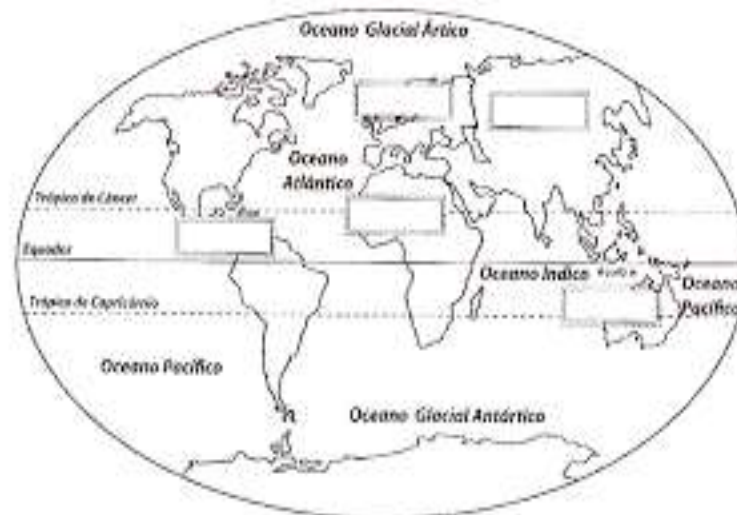 Oceano Glacial Ártico
Oceano
Atlântico
Trópico de Câncer
Equador
Oceano Índico
Oceano
Pacífico
Trópico de Capricórnio
Oceano Pacífico
Oceano Glacial Antártico